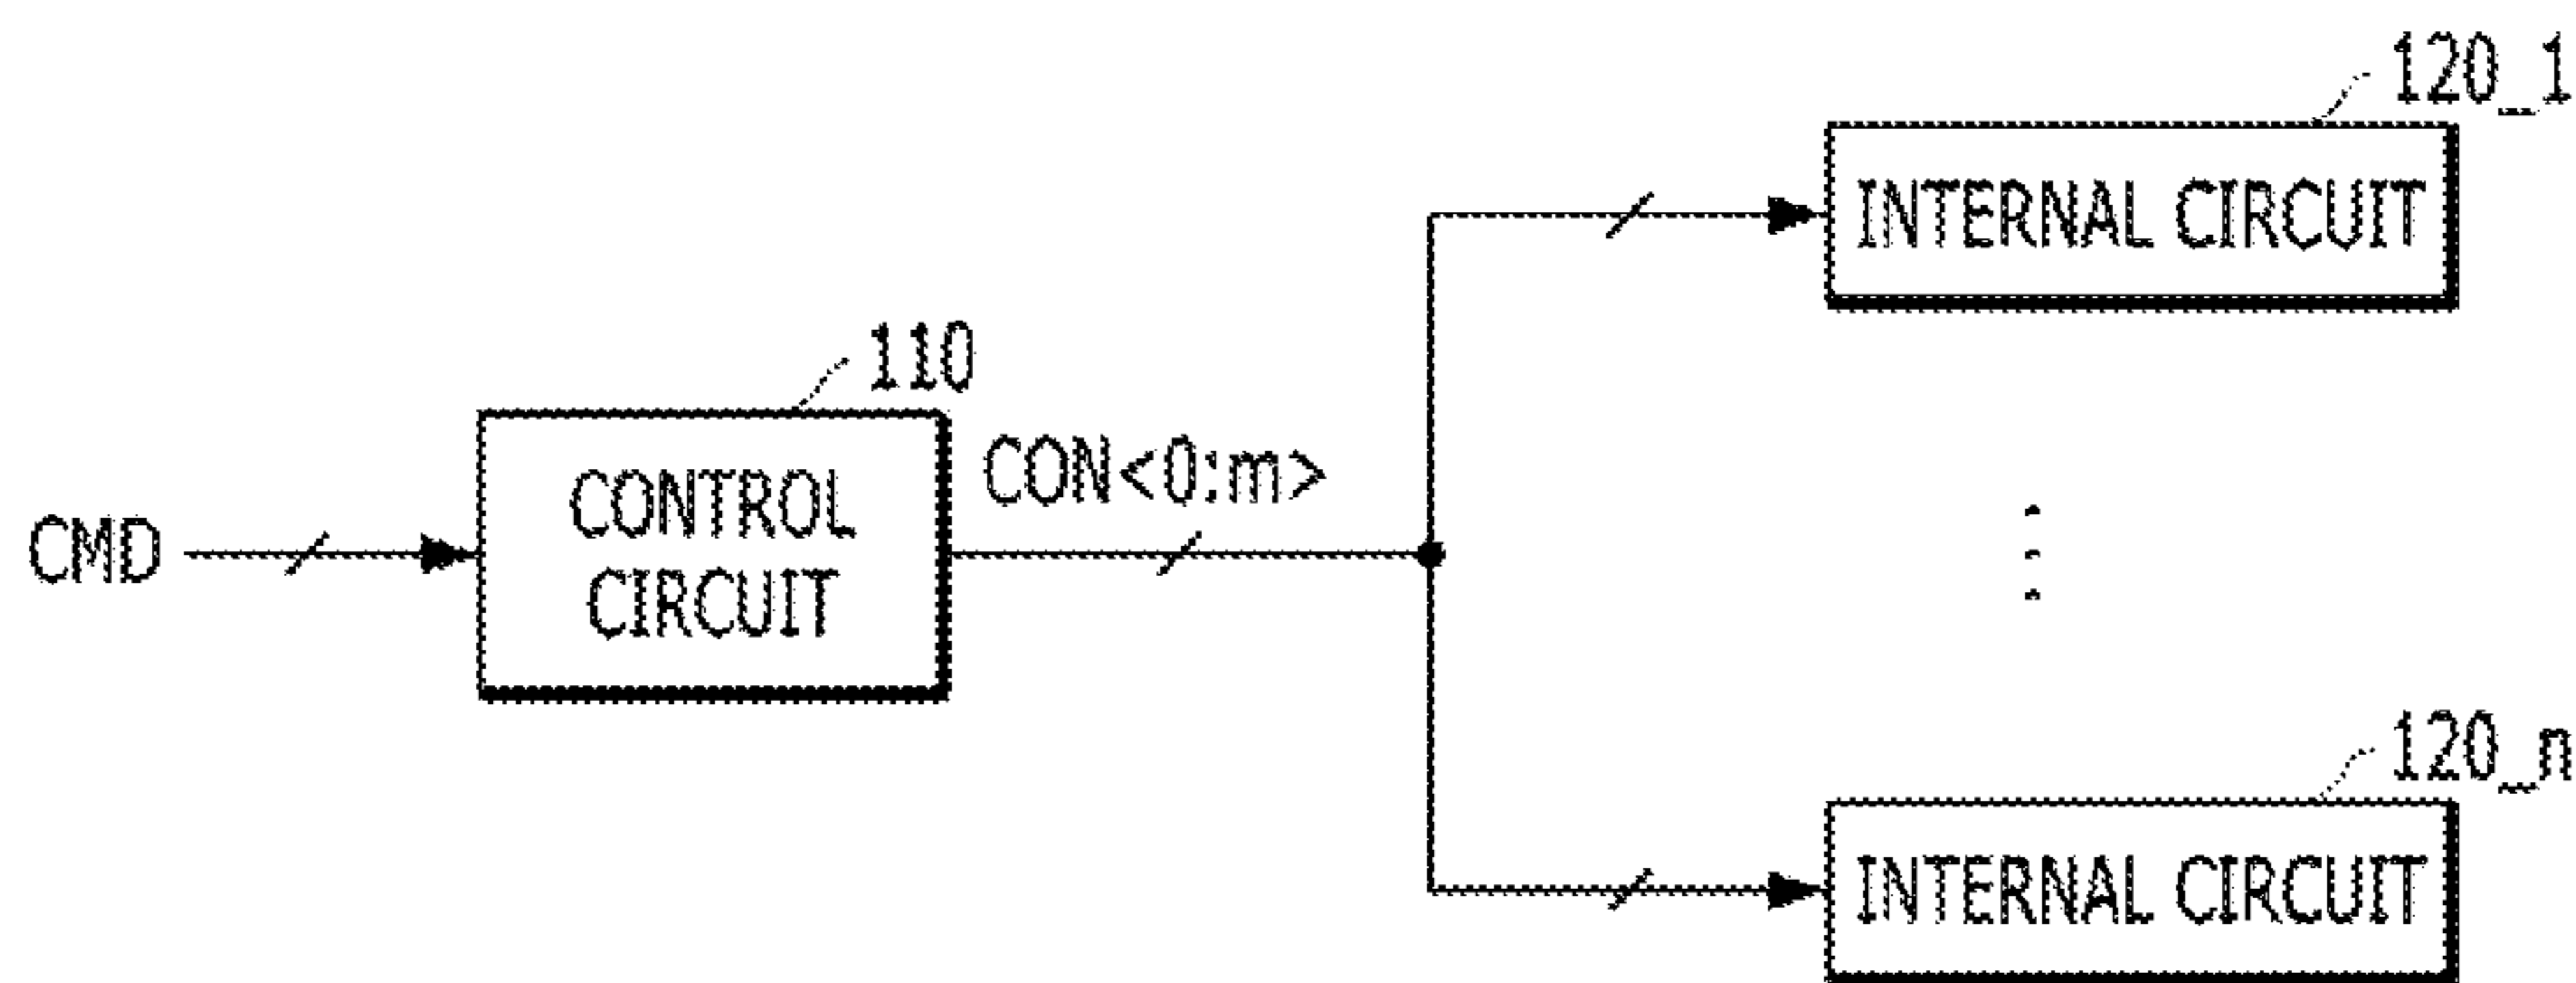 120_1
INTERNAL CIRCUIT
110
CON<0:m>
CONTROL
CIRCUIT
CMD
120_n
INTERNAL CIRCUIT